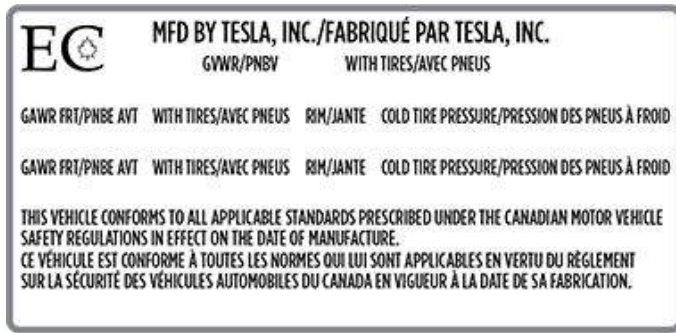 EC
MFD BY TESLA, INC./FABRIQUÉ PAR TESLA, INC.
GVWR/PNBV WITH TIRES/AVEC PNEUS
GAWR FRT/PNBE AVT WITH TIRES/AVEC PNEUS RIM/JANTE COLD TIRE PRESSURE/PRESSION DES PNEUS À FROID
GAWR FRT/PNBE AVT WITH TIRES/AVEC PNEUS RIM/JANTE COLD TIRE PRESSURE/PRESSION DES PNEUS À FROID
THIS VEHICLE CONFORMS TO ALL APPLICABLE STANDARDS PRESCRIBED UNDER THE CANADIAN MOTOR VEHICLE
SAFETY REGULATIONS IN EFFECT ON THE DATE OF MANUFACTURE.
CE VÉHICULE EST CONFORME À TOUTES LES NORMES QUI LUI SONT APPLICABLES EN VERTU DU RÈGLEMENT
SUR LA SÉCURITÉ DES VÉHICULES AUTOMOBILES DU CANADA EN VIGUEUR À LA DATE DE SA FABRICATION.